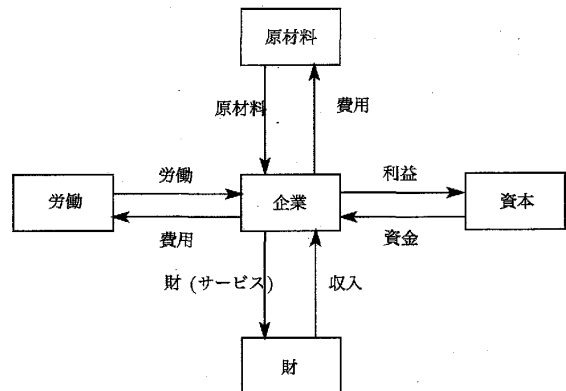 原材料
原材料
費用
労働
労働
企業
利益
資本
費用
資金
財(サービス)
収入
財